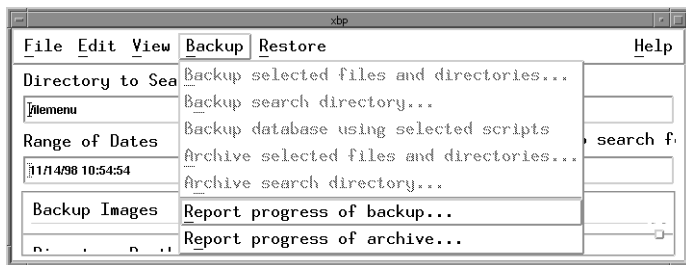 xbp
File Edit View Backup Restore Help
Directory to Sea
/filemenu
Range of Dates
search f
11/14/98 10:54:54
Backup Images
Backup selected files and directories...
Backup search directory...
Backup database using selected scripts
Archive selected files and directories...
Archive search directory...
Report progress of backup...
Report progress of archive...